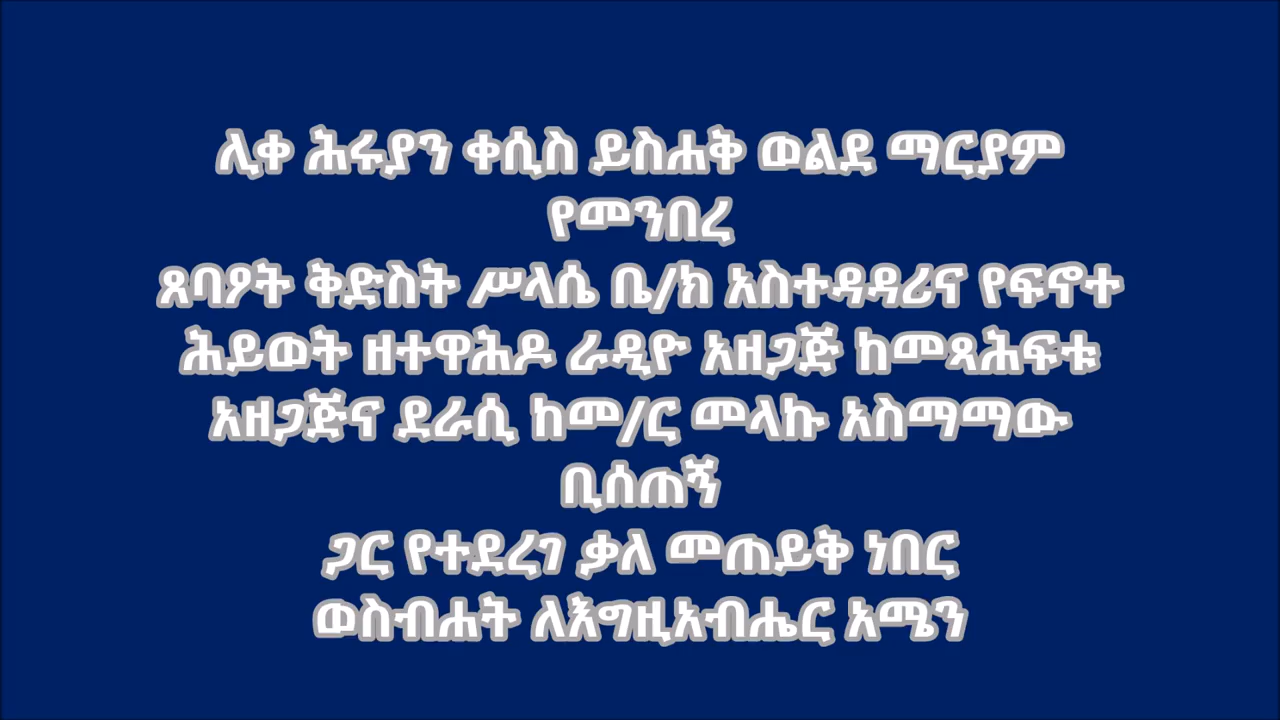 ሊቀ ሕሩያን ቀሲስ ይስሐቅ ወልደ ማርያም
የመንበረ
ጸባዖት ቅድስት ሥላሴ ቤ/ክ አስተዳዳሪና የፍኖተ
ሕይወት ዘተዋሕዶ ራዲዮ አዘጋጅ ከመጻሕፍቱ
አዘጋጅና ደራሲ ከመ/ር መላኩ አስማማው
ቢሰጠኝ
ጋር የተደረገ ቃለ መጠይቅ ነበር
ወስብሐት ለእግዚአብሔር አሜን